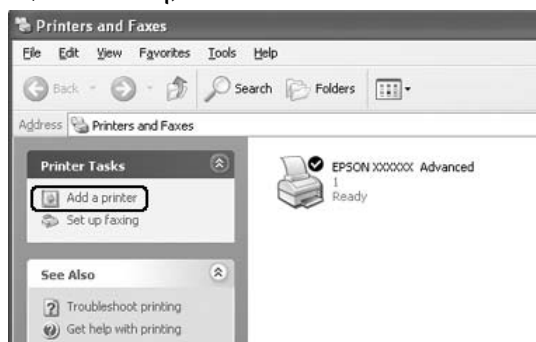 Printers and Faxes
File Edit View Favorites Tools Help
Back Search Folders
Address Printers and Faxes
Printer Tasks
Add a printer
Set up faxing
See Also
Troubleshoot printing
Get help with printing
EPSON XXXXXX Advanced
1
Ready